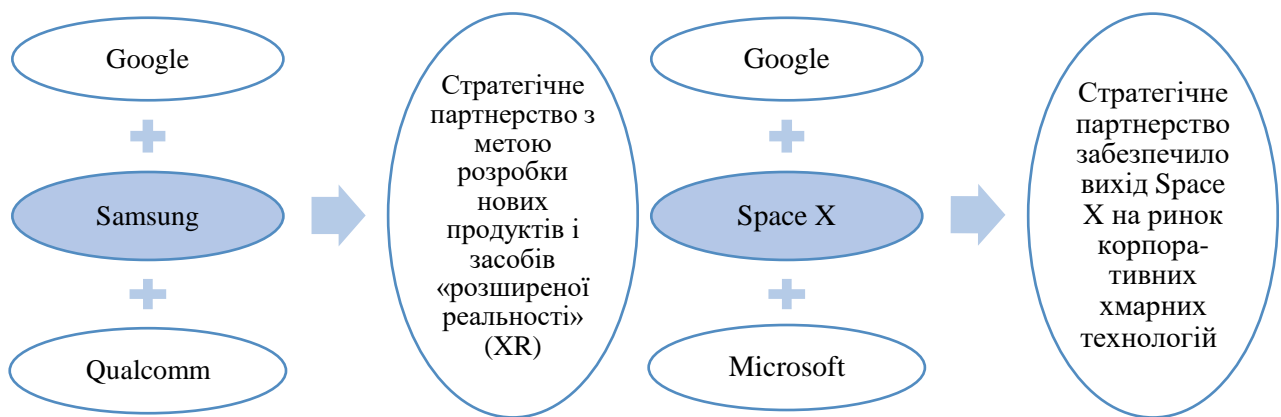 Google
Samsung
Qualcomm
Стратегічне
партнерство з
метою
розробки
нових
продуктів і
засобів
«розширеної
реальності»
(XR)
Google
Space X
Microsoft
Стратегічне
партнерство
забезпечило
вихід Space
X на ринок
корпора-
тивних
хмарних
технологій